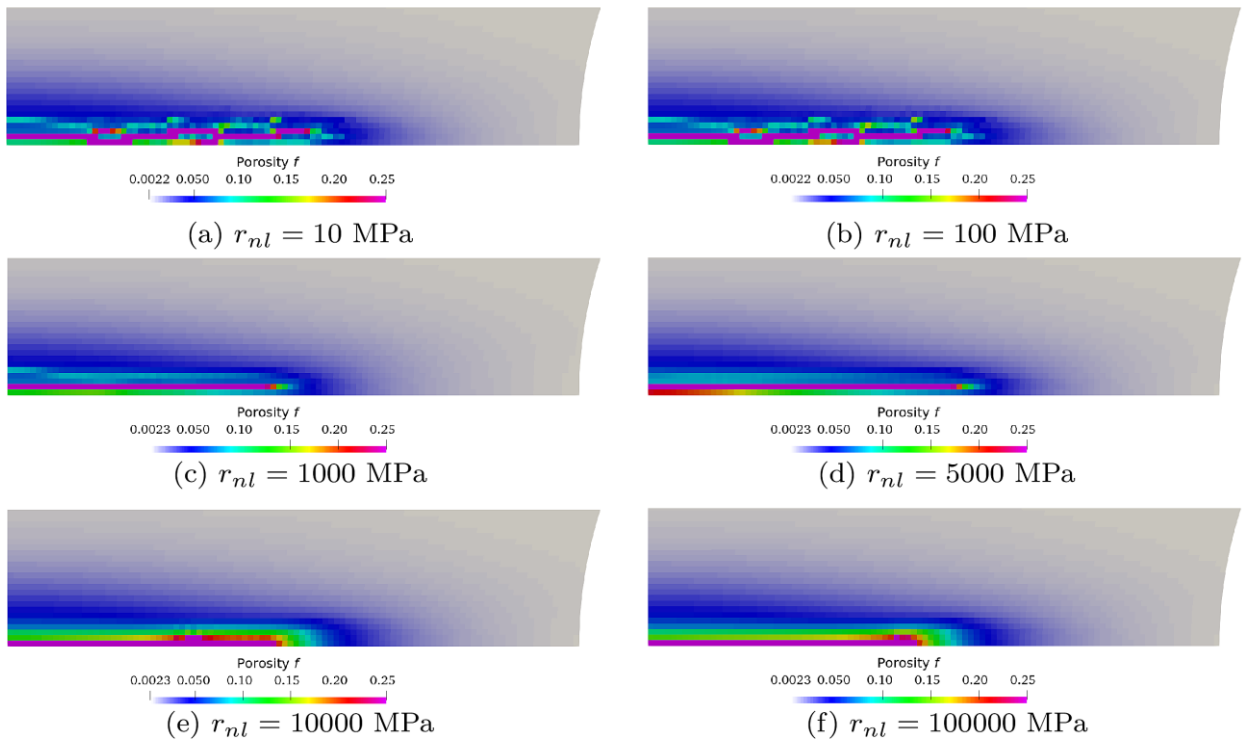 Porosity f
0.0022 0.050 0.10 0.15 0.20 0.25
(a) r_nl = 10 MPa
Porosity f
0.0022 0.050 0.10 0.15 0.20 0.25
(b) r_nl = 100 MPa
Porosity f
0.0023 0.050 0.10 0.15 0.20 0.25
(c) r_nl = 1000 MPa
Porosity f
0.0023 0.050 0.10 0.15 0.20 0.25
(d) r_nl = 5000 MPa
Porosity f
0.0023 0.050 0.10 0.15 0.20 0.25
(e) r_nl = 10000 MPa
Porosity f
0.0023 0.050 0.10 0.15 0.20 0.25
(f) r_nl = 100000 MPa